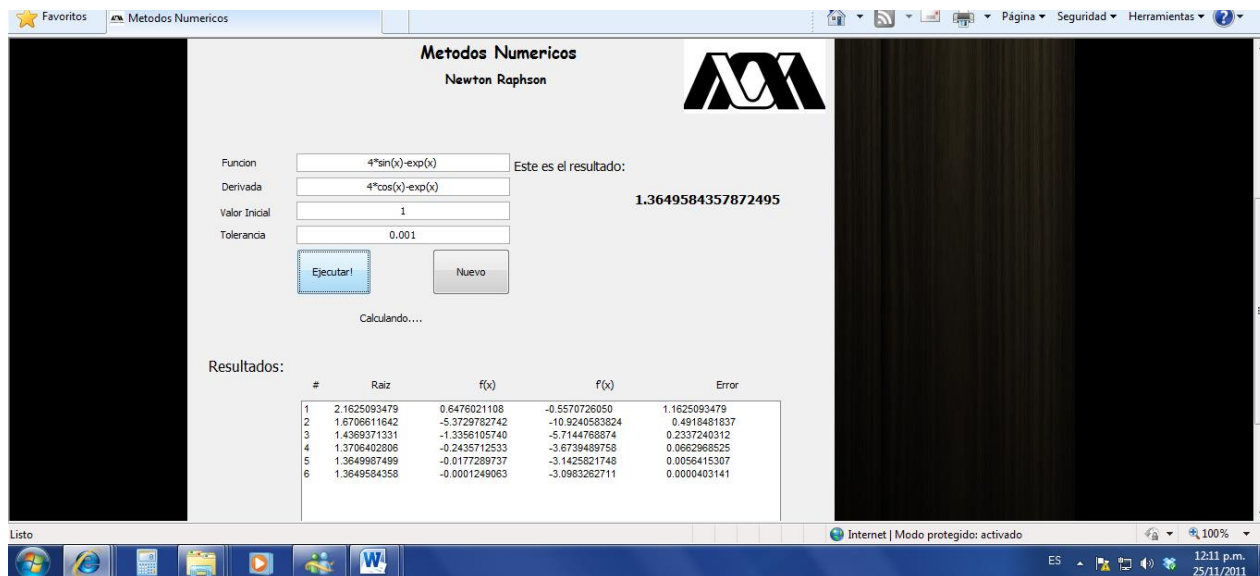 Favoritos Metodos Numericos Página Seguridad Herramientas
Metodos Numericos
Newton Raphson
Funcion 4*sin(x)-exp(x) Este es el resultado:
Derivada 4*cos(x)-exp(x)
1.3649584357872495
Valor Inicial 1
Tolerancia 0.001
Ejecutar! Nuevo
Calculando....
Resultados:
# Raiz f(x) f'(x) Error
1 2.1625093479 0.6476021108 -0.5570726050 1.1625093479
2 1.6706611642 -5.3729782742 -10.9240583824 0.4918481837
3 1.4369371331 -1.3356105740 -5.7144768874 0.2337240312
4 1.3706402806 -0.2435712533 -3.6739489758 0.0662968525
5 1.3649987499 -0.0177289737 -3.1425821748 0.0056415307
6 1.3649584358 -0.0001249063 -3.0983262711 0.0000403141
Listo Internet | Modo protegido: activado 100%
ES 12:11 p.m.
25/11/2011